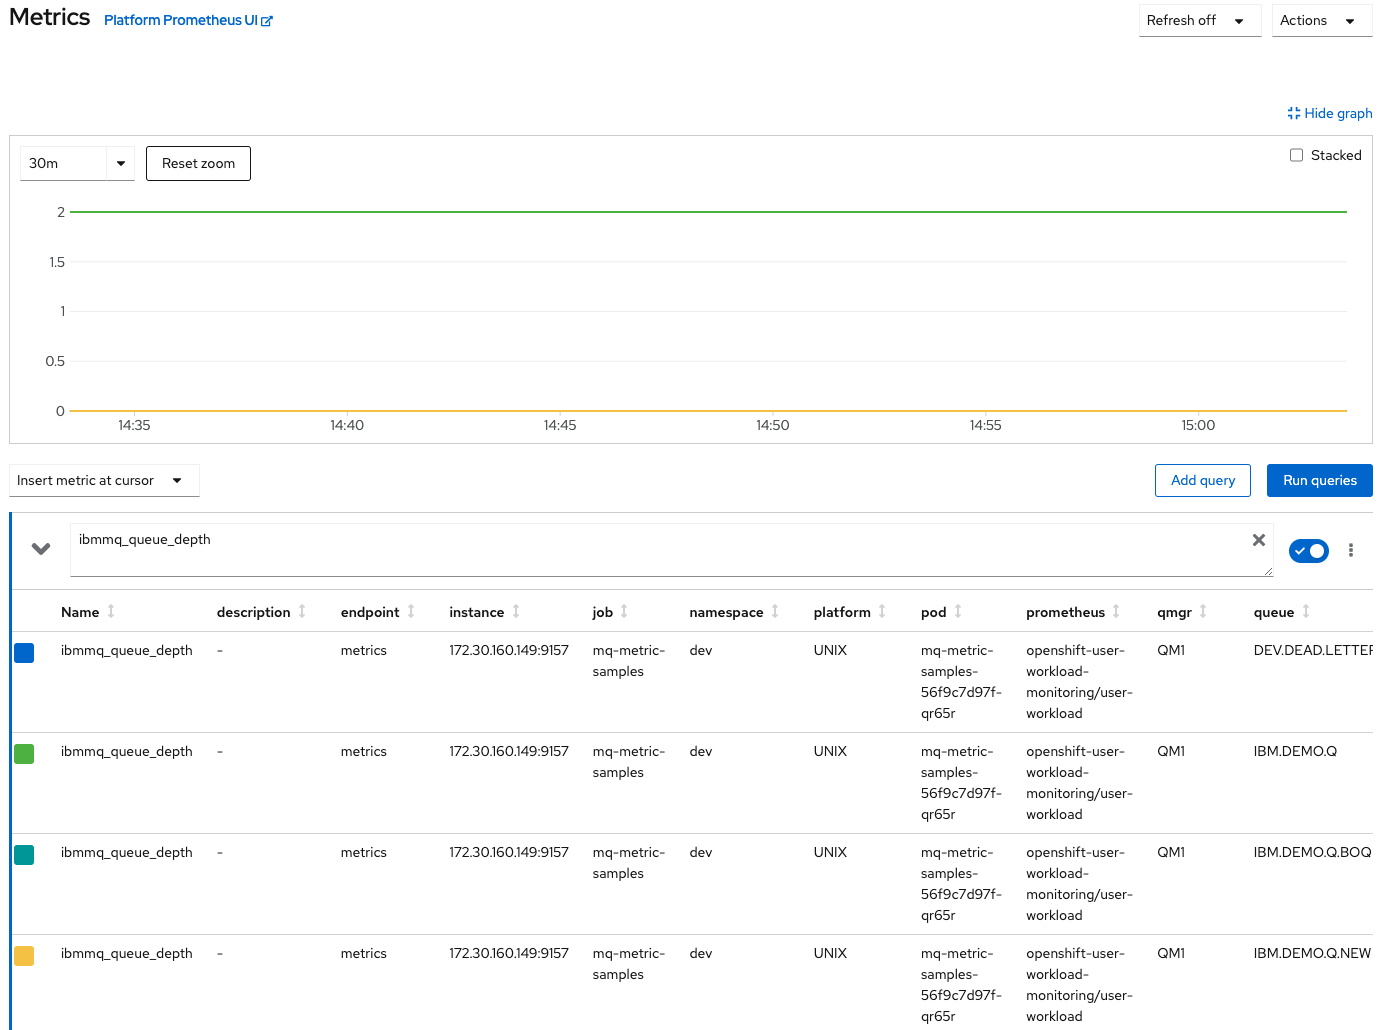 Metrics Platform Prometheus UI
Refresh off
Actions
Hide graph
30m
Reset zoom
Stacked
2
1.5
1
0.5
0
14:35 14:40 14:45 14:50 14:55 15:00
Insert metric at cursor
Add query
Run queries
ibmmq_queue_depth
Name description endpoint instance job namespace platform pod prometheus qmgr queue
ibmmq_queue_depth - metrics 172.30.160.149:9157 mq-metric- dev UNIX mq-metric- openshift-user- QM1 DEV.DEAD.LETTER
samples samples- workload-
56f9c7d97f- monitoring/user-
qr65r workload
ibmmq_queue_depth - metrics 172.30.160.149:9157 mq-metric- dev UNIX mq-metric- openshift-user- QM1 IBM.DEMO.Q
samples samples- workload-
56f9c7d97f- monitoring/user-
qr65r workload
ibmmq_queue_depth - metrics 172.30.160.149:9157 mq-metric- dev UNIX mq-metric- openshift-user- QM1 IBM.DEMO.Q.BOQ
samples samples- workload-
56f9c7d97f- monitoring/user-
qr65r workload
ibmmq_queue_depth - metrics 172.30.160.149:9157 mq-metric- dev UNIX mq-metric- openshift-user- QM1 IBM.DEMO.Q.NEW
samples samples- workload-
56f9c7d97f- monitoring/user-
qr65r workload